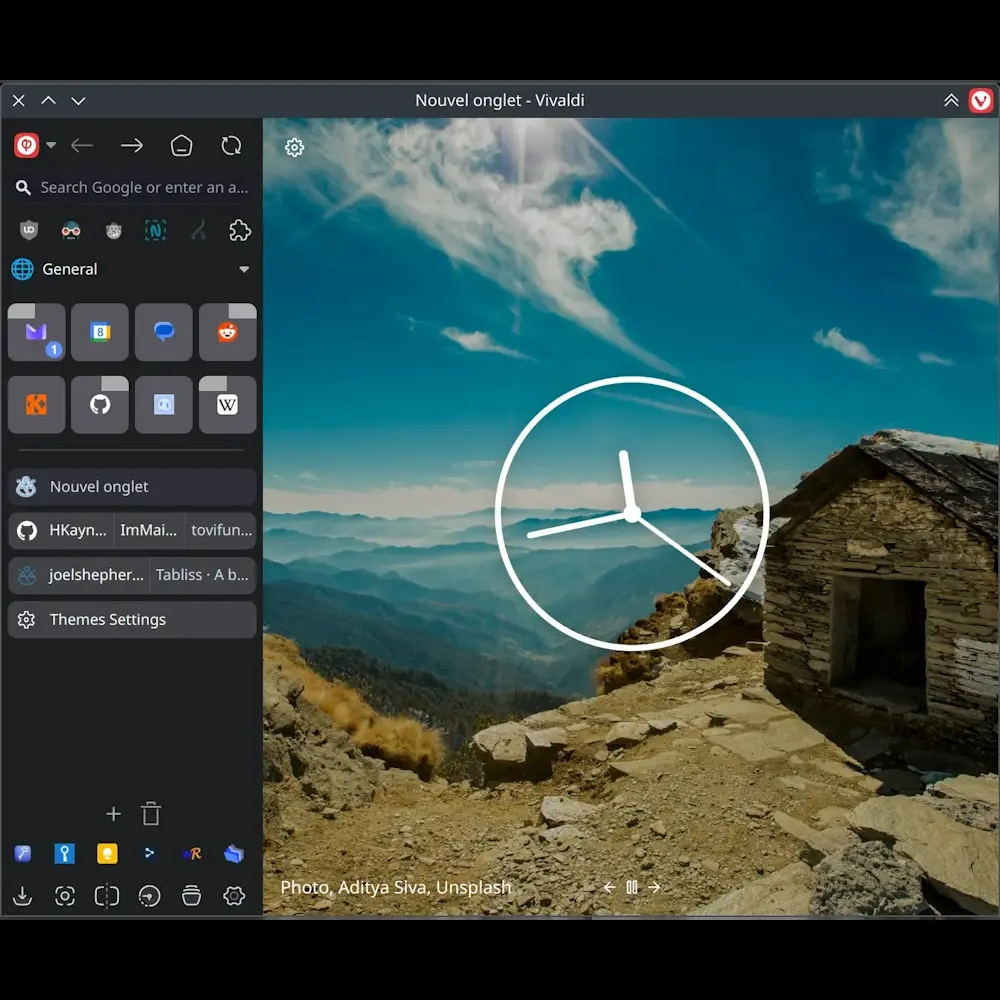 Nouvel onglet - Vivaldi
Search Google or enter an a...
General
8
1
W
Nouvel onglet
HKayn... ImMai... tovifun...
joelshepher... Tabliss · A b...
Themes Settings
Photo, Aditya Siva, Unsplash